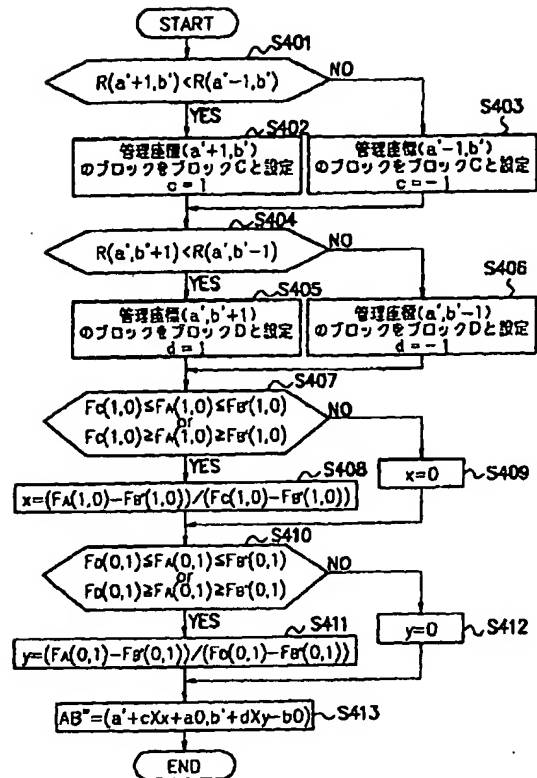 START
S401
R(a'+1,b')<R(a'-1,b')
NO
YES
S402
管理座標(a'+1,b')
のブロックをブロックCと設定
c=1
S403
管理座標(a'-1,b')
のブロックをブロックCと設定
c=-1
S404
R(a',b'+1)<R(a',b'-1)
NO
YES
S405
管理座標(a',b'+1)
のブロックをブロックDと設定
d=1
S406
管理座標(a',b'-1)
のブロックをブロックDと設定
d=-1
S407
Fc(1,0)≦FA(1,0)≦FB'(1,0)
or
Fc(1,0)≧FA(1,0)≧FB'(1,0)
NO
YES
S408
x=(FA(1,0)-FB'(1,0))/(Fc(1,0)-FB'(1,0))
x=0
S409
S410
FD(0,1)≦FA(0,1)≦FB'(0,1)
or
FD(0,1)≧FA(0,1)≧FB'(0,1)
NO
YES
S411
y=(FA(0,1)-FB'(0,1))/(FD(0,1)-FB'(0,1))
y=0
S412
AB"=(a'+cXx+a0,b'+dXy-b0)
S413
END